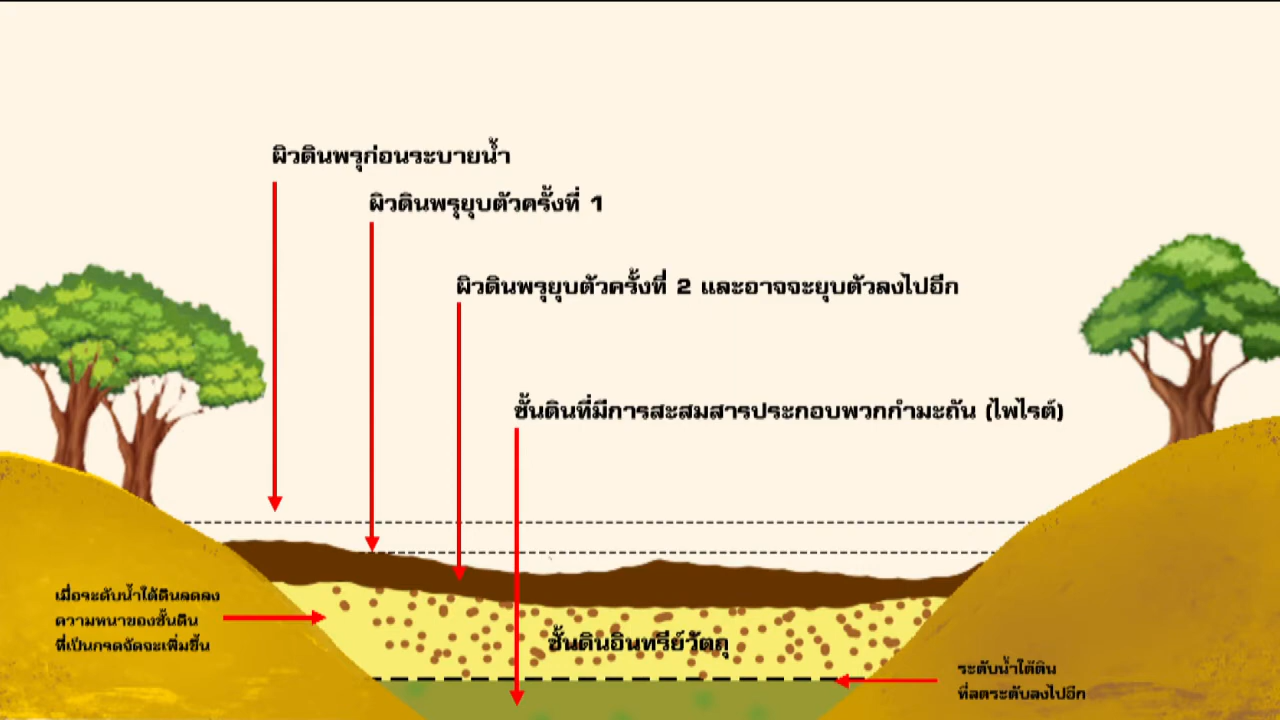 ผิวดินพรุก่อนระบายน้ำ
ผิวดินพรุยุบตัวครั้งที่ 1
ผิวดินพรุยุบตัวครั้งที่ 2 และอาจจะยุบตัวลงไปอีก
ชั้นดินที่มีการสะสมสารประกอบพวกกำมะถัน (ไพไรต์)
เมื่อระดับน้ำใต้ดินลดลง
ความหนาของชั้นดิน
ที่เป็นกรดจัดจะเพิ่มขึ้น
ชั้นดินอินทรีย์วัตถุ
ระดับน้ำใต้ดิน
ที่ลดระดับลงไปอีก